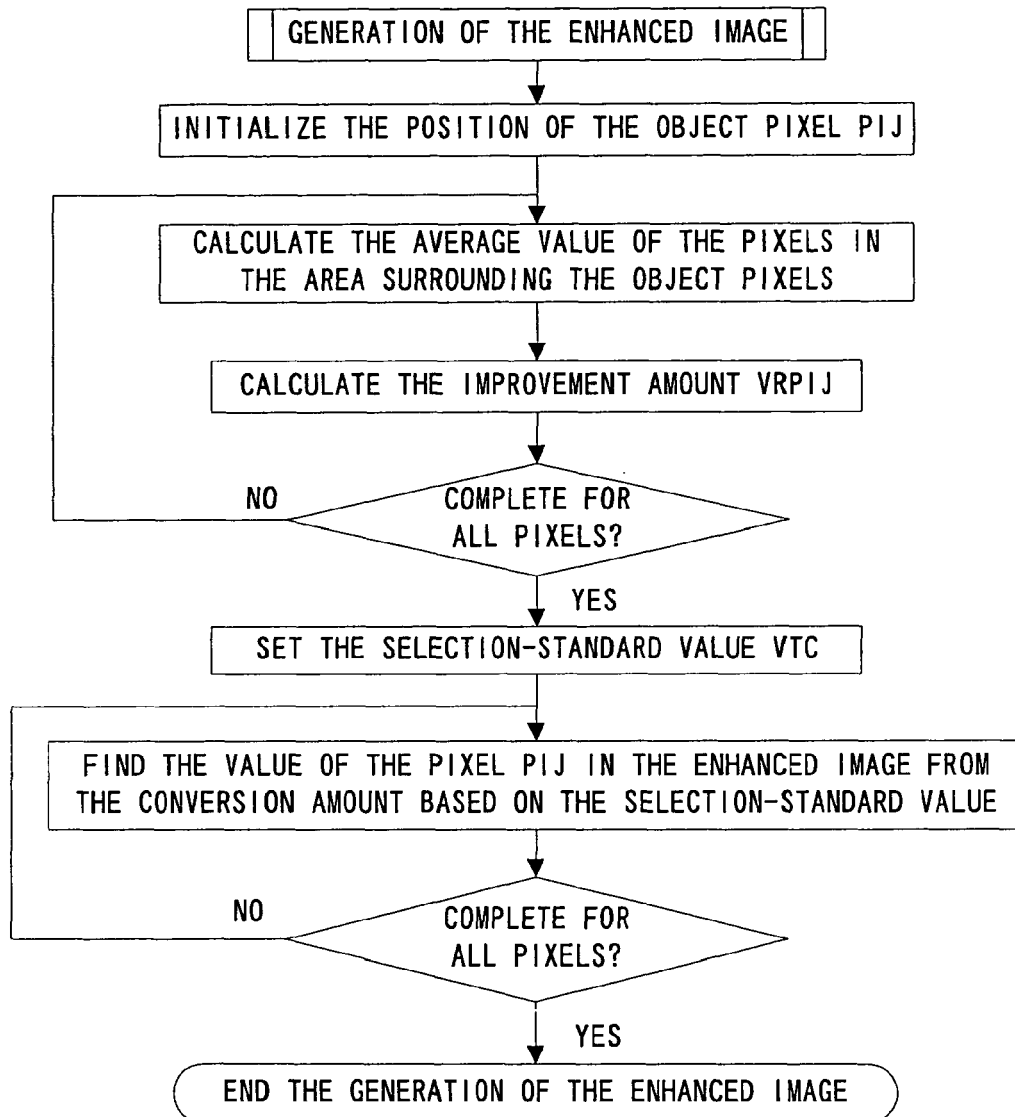 GENERATION OF THE ENHANCED IMAGE
INITIALIZE THE POSITION OF THE OBJECT PIXEL PIJ
CALCULATE THE AVERAGE VALUE OF THE PIXELS IN
THE AREA SURROUNDING THE OBJECT PIXELS
CALCULATE THE IMPROVEMENT AMOUNT VRPIJ
NO
COMPLETE FOR
ALL PIXELS?
YES
SET THE SELECTION-STANDARD VALUE VTC
FIND THE VALUE OF THE PIXEL PIJ IN THE ENHANCED IMAGE FROM
THE CONVERSION AMOUNT BASED ON THE SELECTION-STANDARD VALUE
NO
COMPLETE FOR
ALL PIXELS?
YES
END THE GENERATION OF THE ENHANCED IMAGE